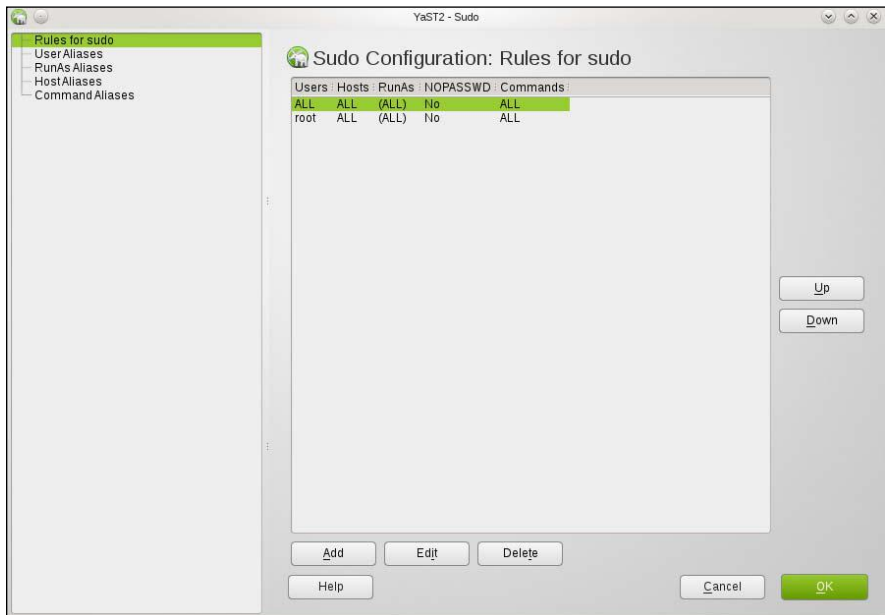 YaST2 - Sudo
Rules for sudo
User Aliases
RunAs Aliases
Host Aliases
Command Aliases
Sudo Configuration: Rules for sudo
Users Hosts RunAs NOPASSWD Commands
ALL ALL (ALL) No ALL
root ALL (ALL) No ALL
Up
Down
Add Edit Delete
Help Cancel OK